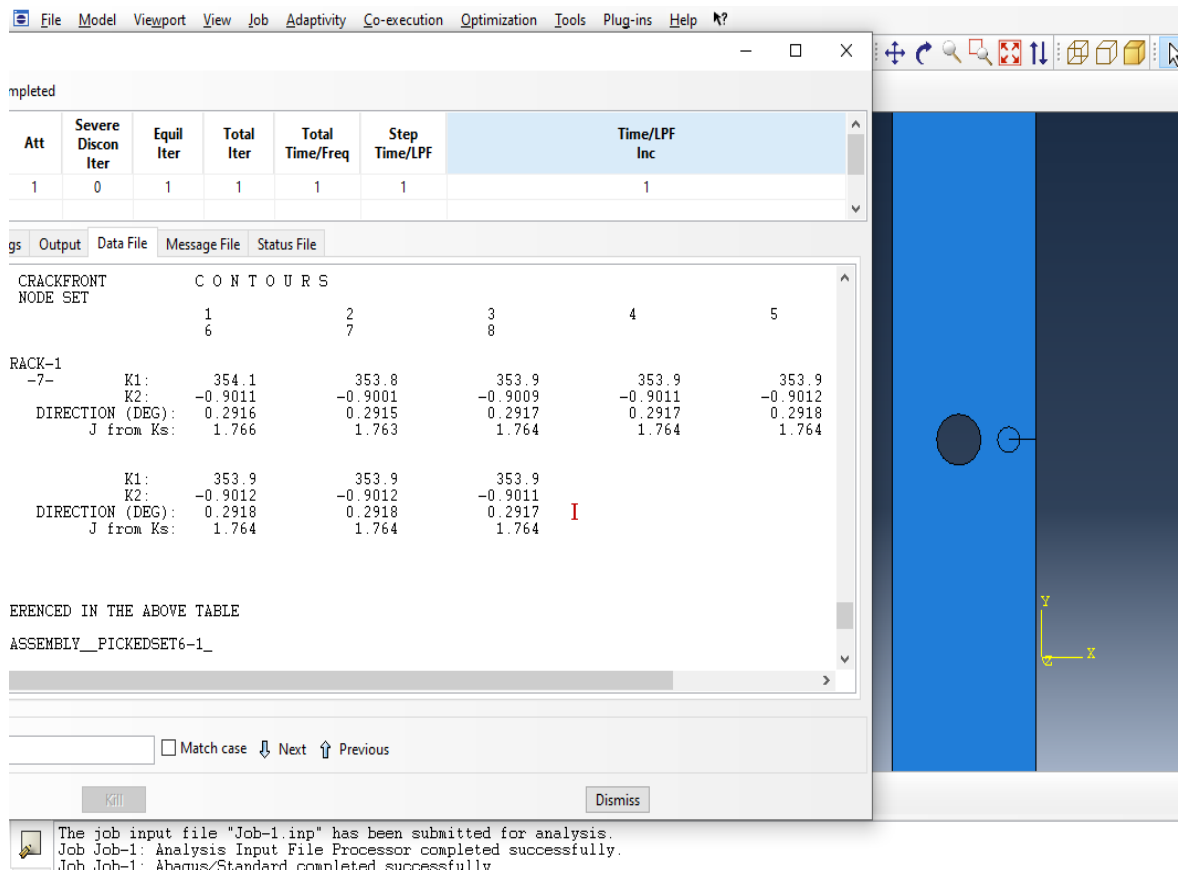 File Model Viewport View Job Adaptivity Co-execution Optimization Tools Plug-ins Help
mpleted
Att Severe Discon Iter Equil Iter Total Iter Total Time/Freq Step Time/LPF Time/LPF Inc
1 0 1 1 1 1 1
gs Output Data File Message File Status File
CRACKFRONT C O N T O U R S
NODE SET
1 2 3 4 5
6 7 8
RACK-1
-7- K1: 354.1 353.8 353.9 353.9 353.9
K2: -0.9011 -0.9001 -0.9009 -0.9011 -0.9012
DIRECTION (DEG): 0.2916 0.2915 0.2917 0.2917 0.2918
J from Ks: 1.766 1.763 1.764 1.764 1.764
K1: 353.9 353.9 353.9
K2: -0.9012 -0.9012 -0.9011
DIRECTION (DEG): 0.2918 0.2918 0.2917
J from Ks: 1.764 1.764 1.764
ERENCED IN THE ABOVE TABLE
ASSEMBLY__PICKEDSET6-1_
Match case Next Previous
Kill Dismiss
Y
X
Z
The job input file "Job-1.inp" has been submitted for analysis.
Job Job-1: Analysis Input File Processor completed successfully.
Job Job-1: Abaqus/Standard completed successfully